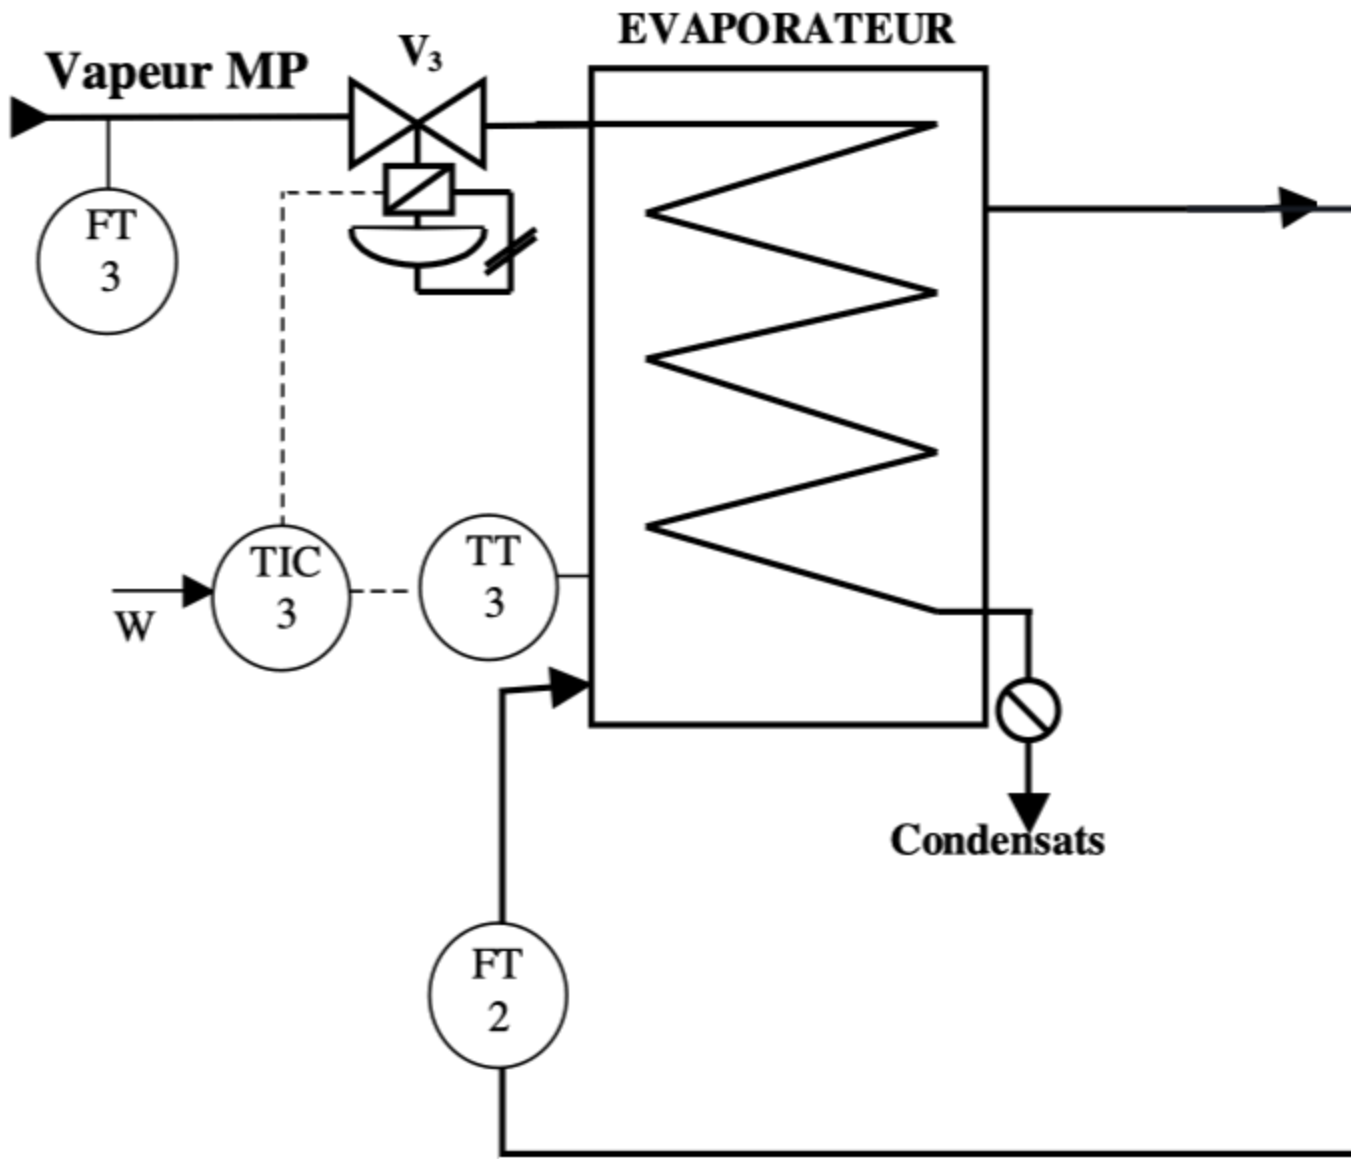 EVAPORATEUR
V₃
Vapeur MP
FT
3
TIC
3
TT
3
W
Condensats
FT
2